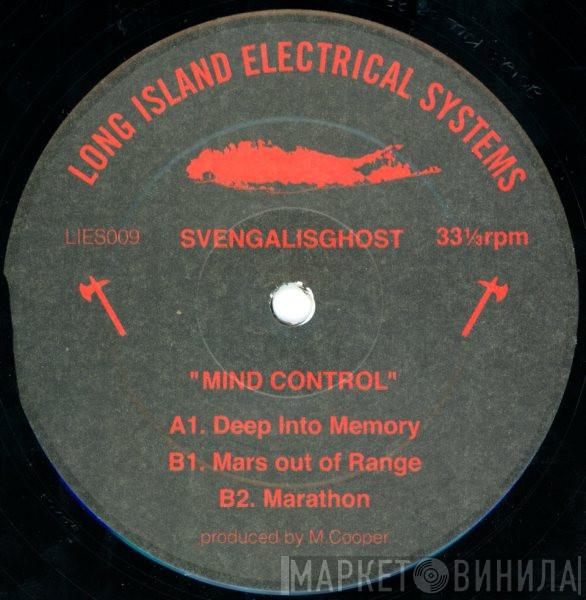 LONG ISLAND ELECTRICAL SYSTEMS
LIES009 SVENGALISGHOST 33⅓rpm
"MIND CONTROL"
A1. Deep Into Memory
B1. Mars out of Range
B2. Marathon
produced by M.Cooper
МАРКЕТ ВИНИЛА